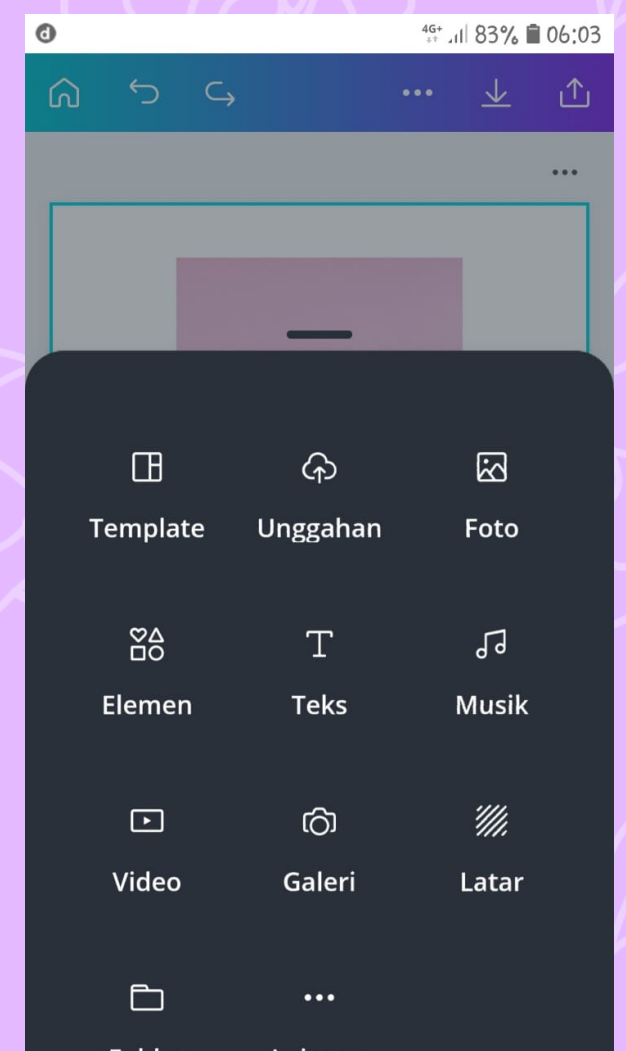 4G+ 83% 06:03
Template Unggahan Foto
Elemen Teks Musik
Video Galeri Latar